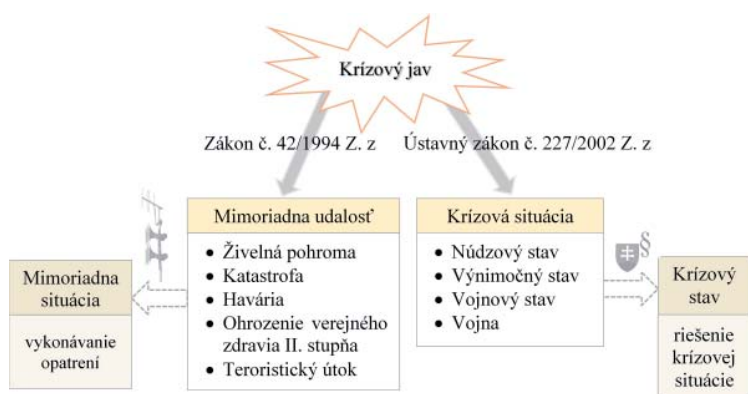 Krízový jav
Zákon č. 42/1994 Z. z
Ústavný zákon č. 227/2002 Z. z
Mimoriadna udalosť
• Živelná pohroma
• Katastrofa
• Havária
• Ohrozenie verejného
zdravia II. stupňa
• Teroristický útok
Krízová situácia
• Núdzový stav
• Výnimočný stav
• Vojnový stav
• Vojna
§
Mimoriadna
situácia
vykonávanie
opatrení
Krízový
stav
riešenie
krízovej
situácie